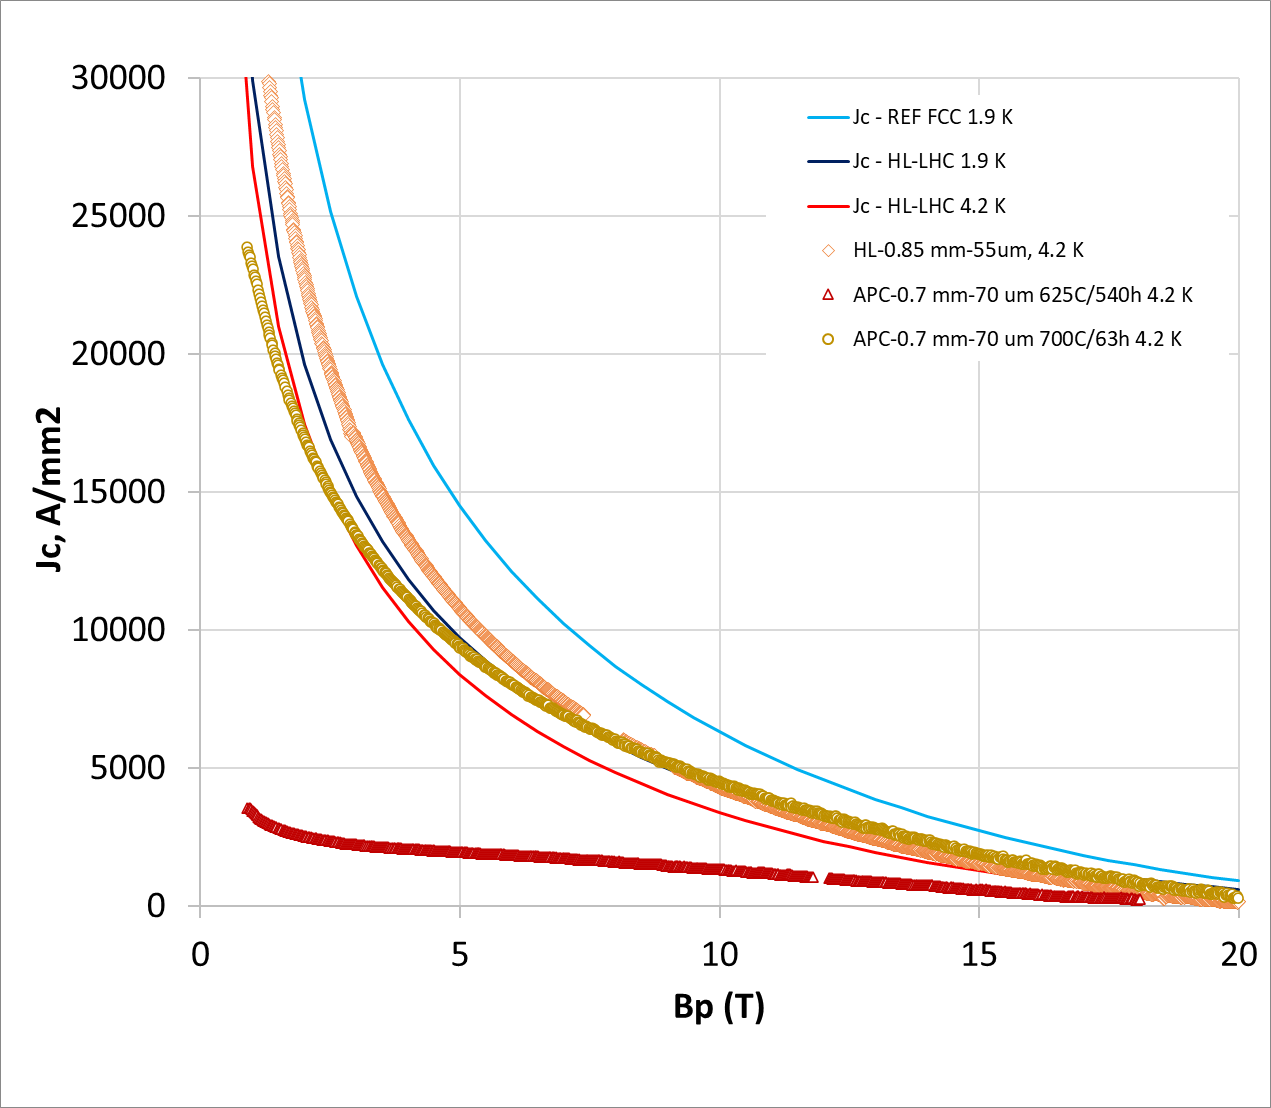 30000
25000
20000
15000
10000
5000
0
Jc, A/mm2
Jc - REF FCC 1.9 K
Jc - HL-LHC 1.9 K
Jc - HL-LHC 4.2 K
HL-0.85 mm-55um, 4.2 K
APC-0.7 mm-70 um 625C/540h 4.2 K
APC-0.7 mm-70 um 700C/63h 4.2 K
0 5 10 15 20
Bp (T)